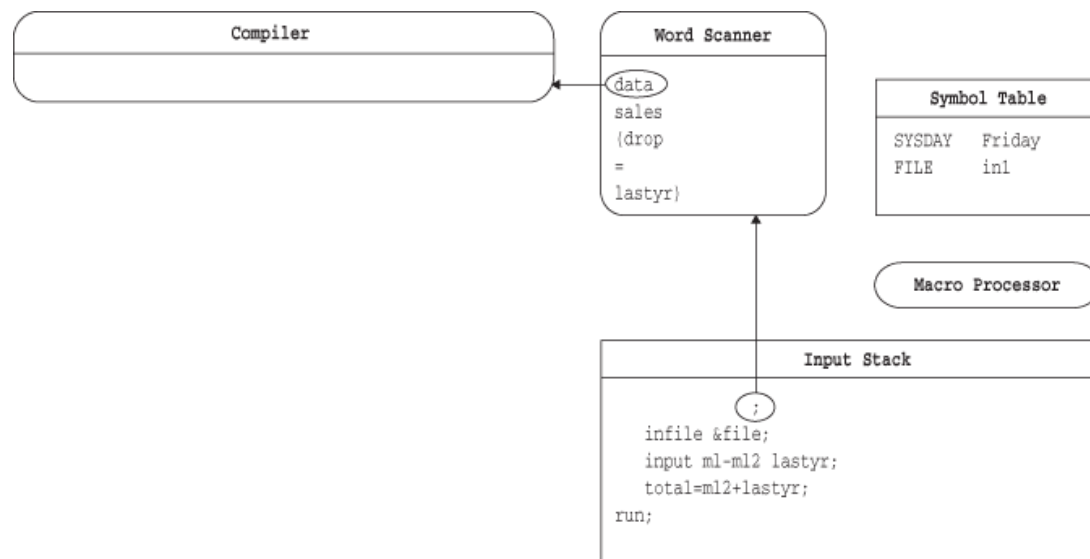 Compiler
Word Scanner
data
sales
(drop
=
lastyr)
Symbol Table
SYSDAY Friday
FILE in1
Macro Processor
Input Stack
;
infile &file;
input m1-m12 lastyr;
total=m12+lastyr;
run;